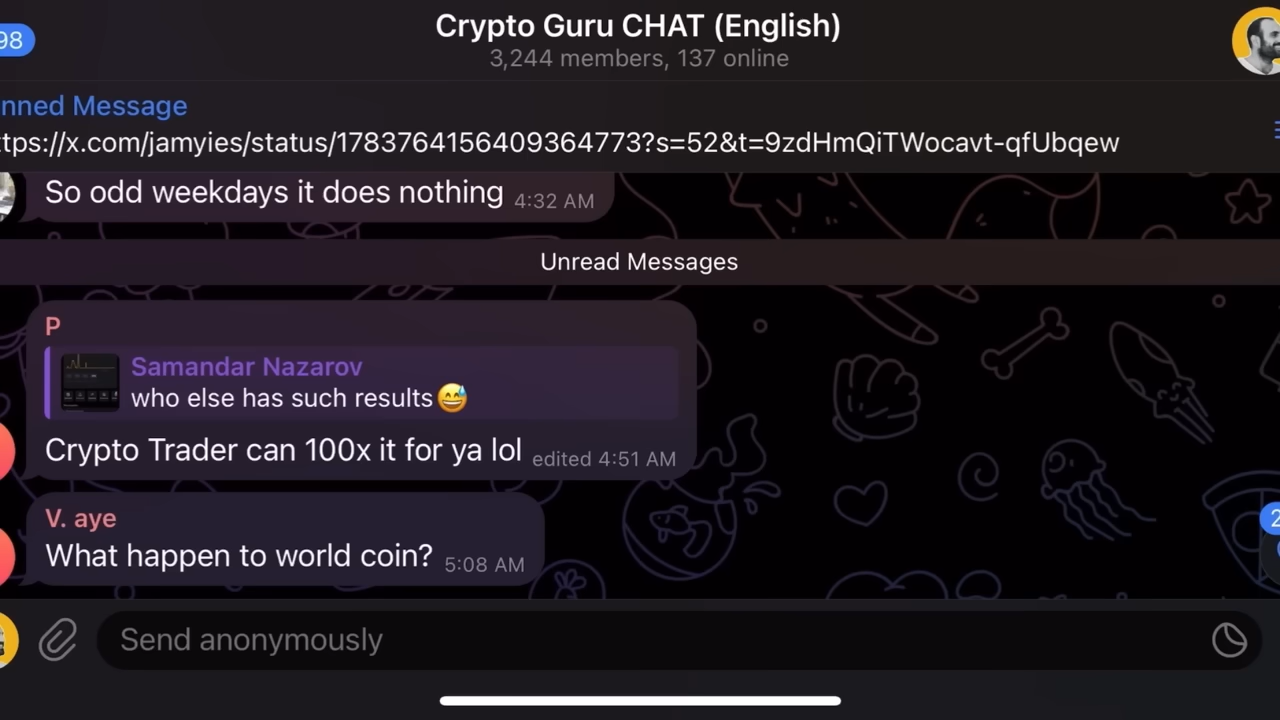 98
Crypto Guru CHAT (English)
3,244 members, 137 online
nned Message
ttps://x.com/jamyies/status/1783764156409364773?s=52&t=9zdHmQiTWocavt-qfUbqew
So odd weekdays it does nothing 4:32 AM
Unread Messages
P
Samandar Nazarov
who else has such results😅
Crypto Trader can 100x it for ya lol edited 4:51 AM
V. aye
What happen to world coin? 5:08 AM
2
Send anonymously